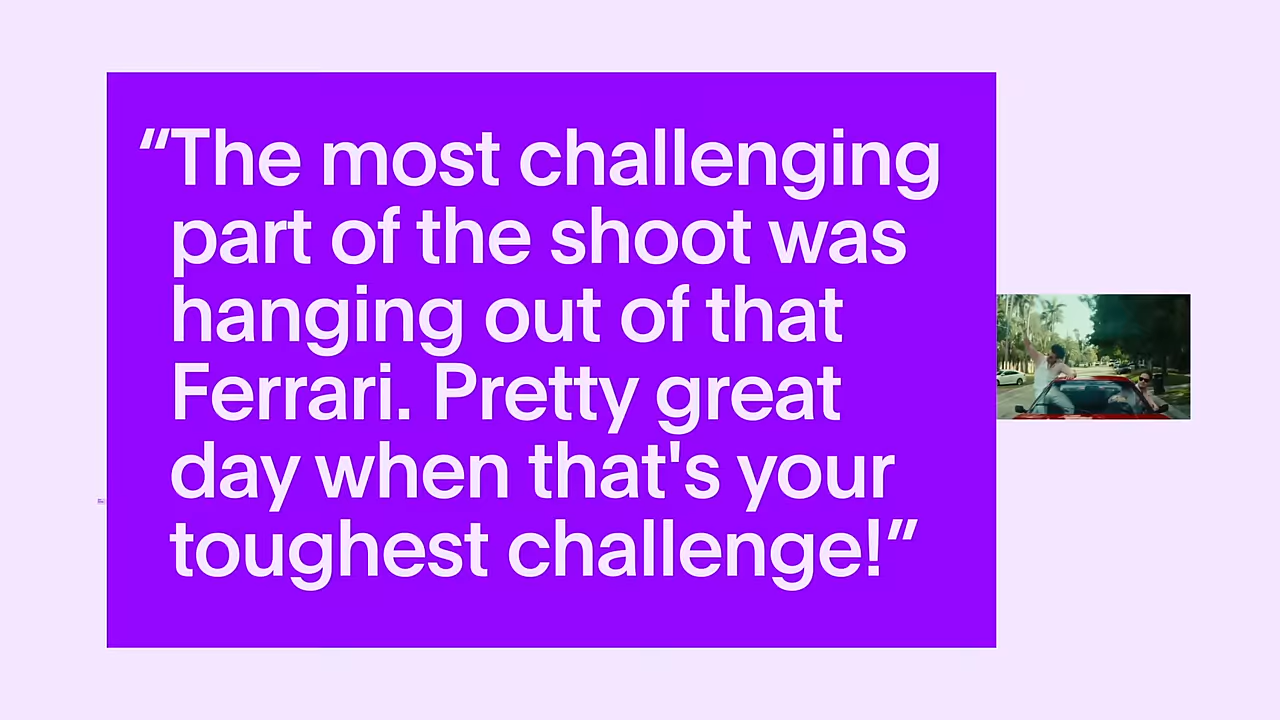 “The most challenging
part of the shoot was
hanging out of that
Ferrari. Pretty great
day when that's your
toughest challenge!”